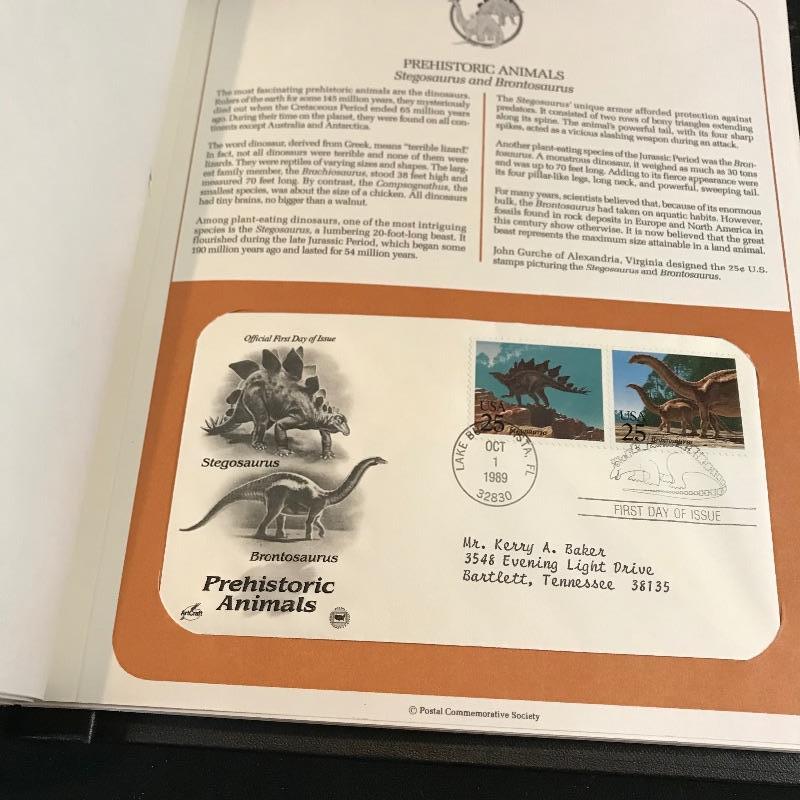 PREHISTORIC ANIMALS
Stegosaurus and Brontosaurus
The most fascinating prehistoric animals are the dinosaurs.
Rulers of the earth for some 145 million years, they mysteriously
died out when the Cretaceous Period ended 65 million years
ago. During their time on the planet, they were found on all con-
tinents except Australia and Antarctica.
The word dinosaur, derived from Greek, means "terrible lizard."
In fact, not all dinosaurs were terrible and none of them were
lizards. They were reptiles of varying sizes and shapes. The larg-
est family member, the Brachiosaurus, stood 38 feet high and
measured 70 feet long. By contrast, the Compsognathus, the
smallest species, was about the size of a chicken. All dinosaurs
had tiny brains, no bigger than a walnut.
Among plant-eating dinosaurs, one of the most intriguing
species is the Stegosaurus, a lumbering 20-foot-long beast. It
flourished during the late Jurassic Period, which began some
190 million years ago and lasted for 54 million years.
The Stegosaurus' unique armor afforded protection against
predators. It consisted of two rows of bony triangles extending
along its spine. The animal's powerful tail, with its four sharp
spikes, acted as a vicious slashing weapon during an attack.
Another plant-eating species of the Jurassic Period was the Bron-
tosaurus. A monstrous dinosaur, it weighed as much as 30 tons
and was up to 70 feet long. Adding to its fierce appearance were
its four pillar-like legs, long neck, and powerful, sweeping tail.
For many years, scientists believed that, because of its enormous
bulk, the Brontosaurus had taken on aquatic habits. However,
fossils found in rock deposits in Europe and North America in
this century show otherwise. It is now believed that the great
beast represents the maximum size attainable in a land animal.
John Gurche of Alexandria, Virginia designed the 25¢ U.S.
stamps picturing the Stegosaurus and Brontosaurus.
Official First Day of Issue
Stegosaurus
Brontosaurus
Prehistoric
Animals
ArtCraft
USA
25
Stegosaurus
USA
25
Brontosaurus
LAKE FL
OCT
1
1989
32830
FIRST DAY OF ISSUE
Mr. Kerry A. Baker
3548 Evening Light Drive
Bartlett, Tennessee 38135
© Postal Commemorative Society